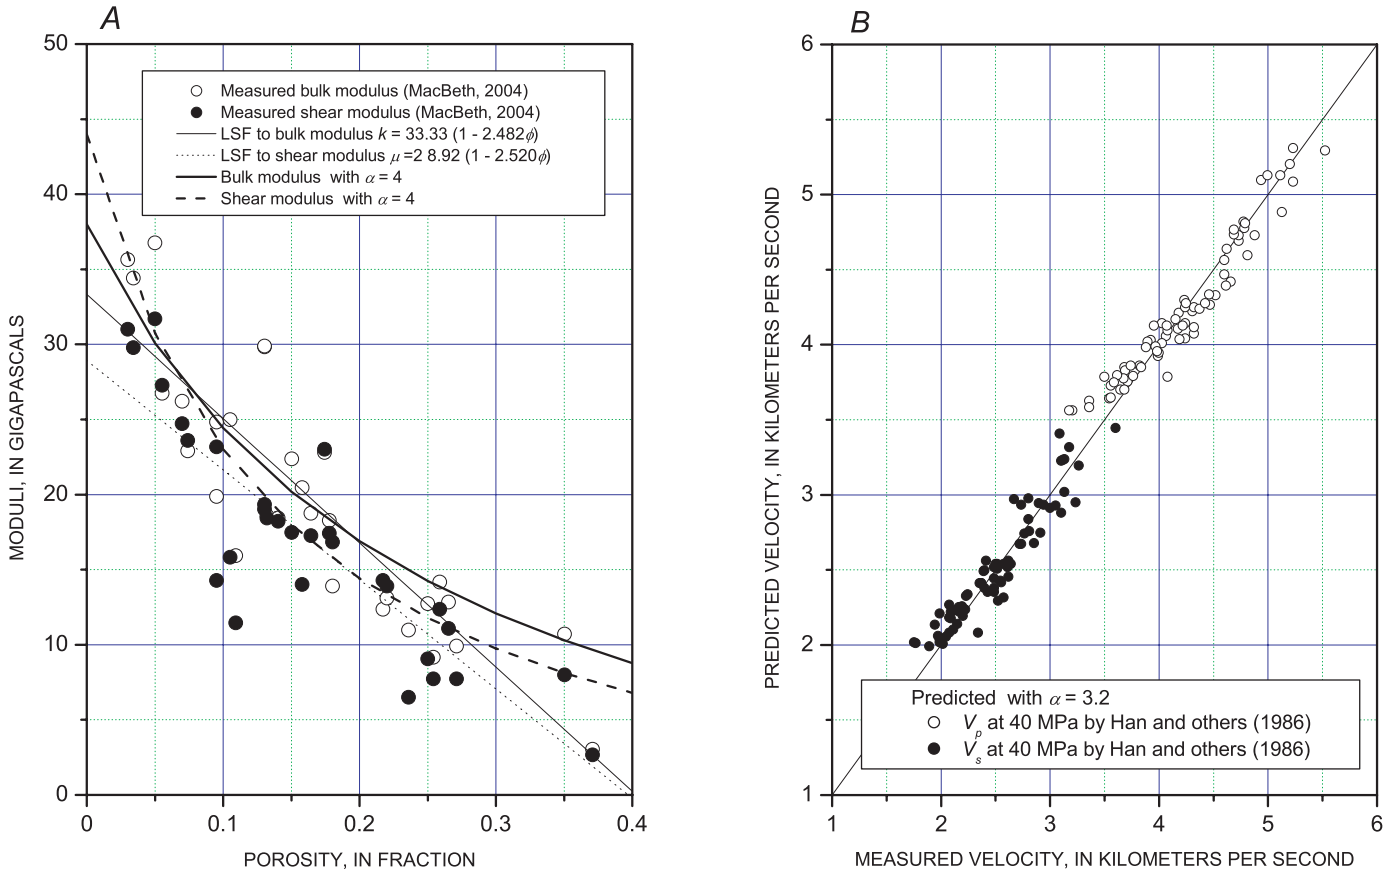 A
50
40
30
20
10
0
MODULI, IN GIGAPASCALS
Measured bulk modulus (MacBeth, 2004)
Measured shear modulus (MacBeth, 2004)
LSF to bulk modulus k = 33.33 (1 - 2.482ϕ)
LSF to shear modulus μ =2 8.92 (1 - 2.520ϕ)
Bulk modulus with α = 4
Shear modulus with α = 4
0 0.1 0.2 0.3 0.4
POROSITY, IN FRACTION
B
6
5
4
3
2
1
PREDICTED VELOCITY, IN KILOMETERS PER SECOND
Predicted with α = 3.2
Vp at 40 MPa by Han and others (1986)
Vs at 40 MPa by Han and others (1986)
1 2 3 4 5 6
MEASURED VELOCITY, IN KILOMETERS PER SECOND